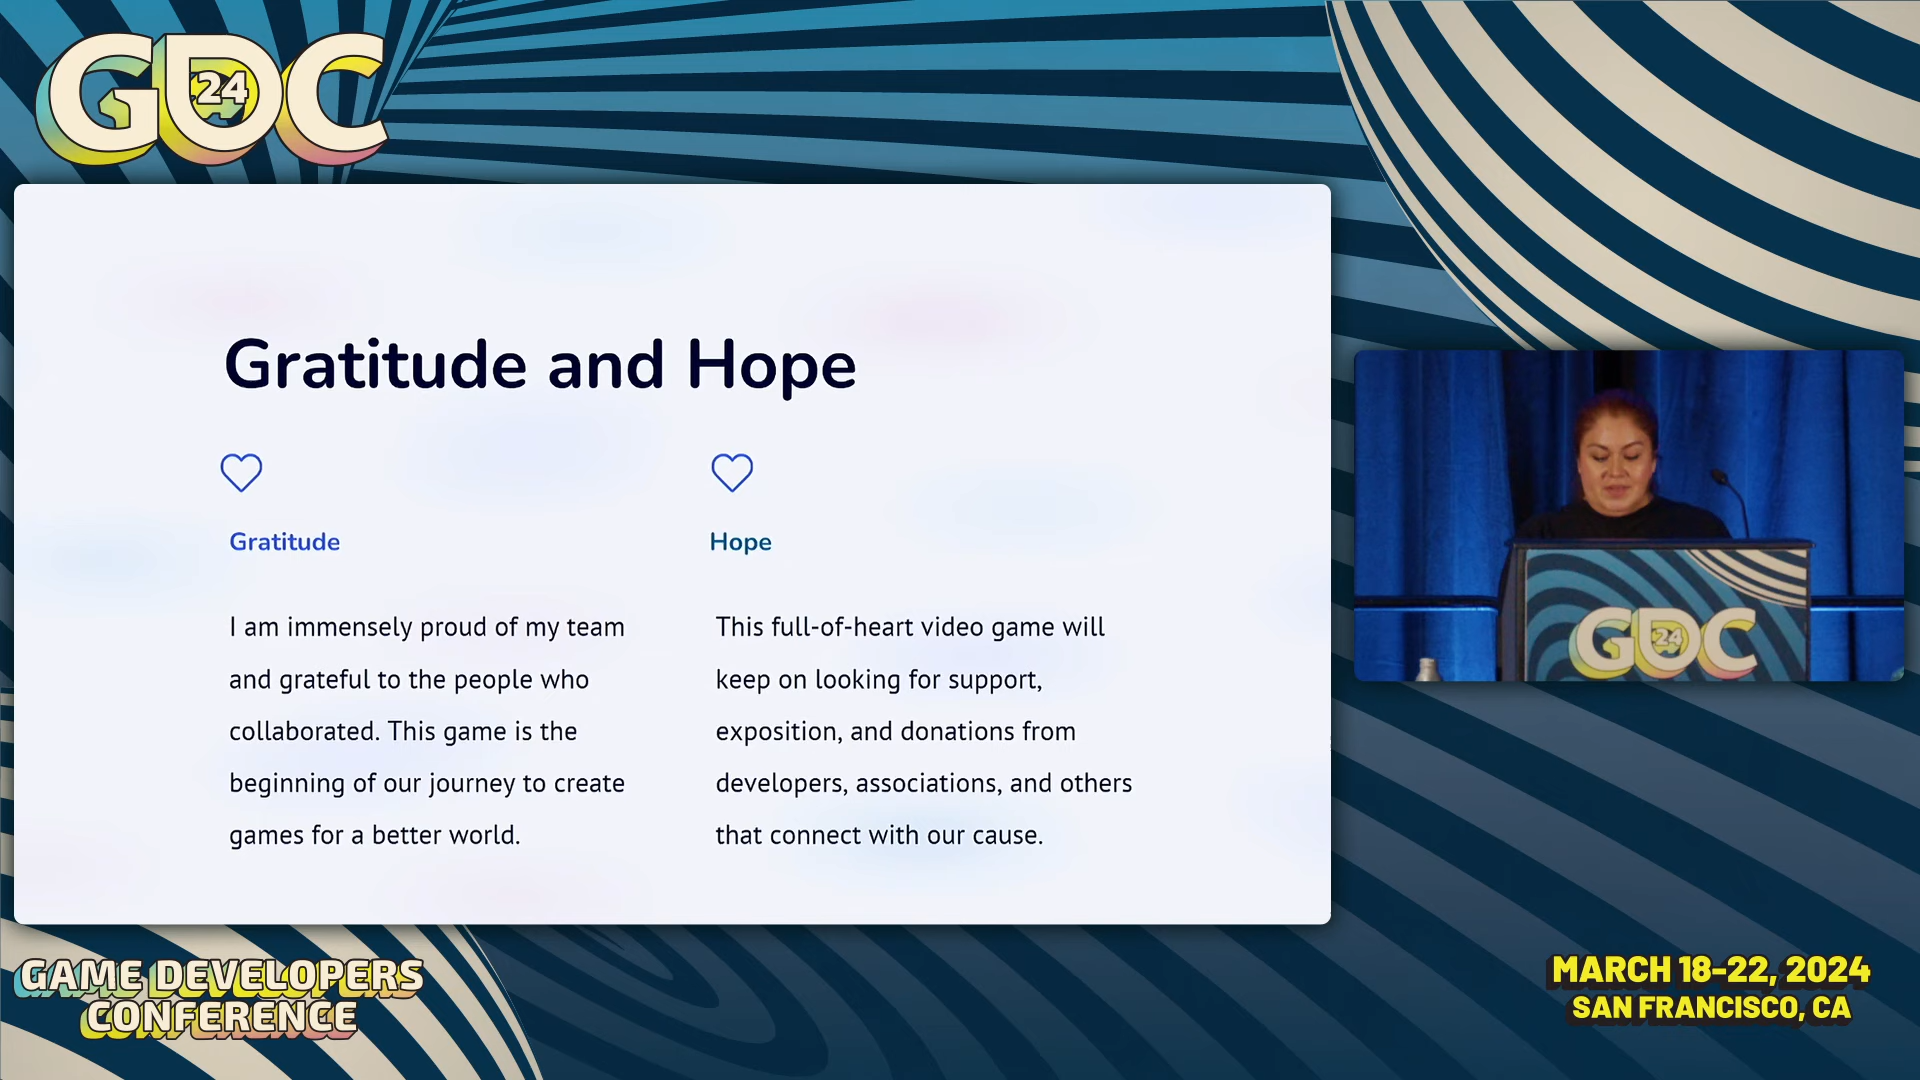 GDC
24
Gratitude and Hope
Gratitude
I am immensely proud of my team
and grateful to the people who
collaborated. This game is the
beginning of our journey to create
games for a better world.
Hope
This full-of-heart video game will
keep on looking for support,
exposition, and donations from
developers, associations, and others
that connect with our cause.
GDC
24
GAME DEVELOPERS
CONFERENCE
MARCH 18-22, 2024
SAN FRANCISCO, CA